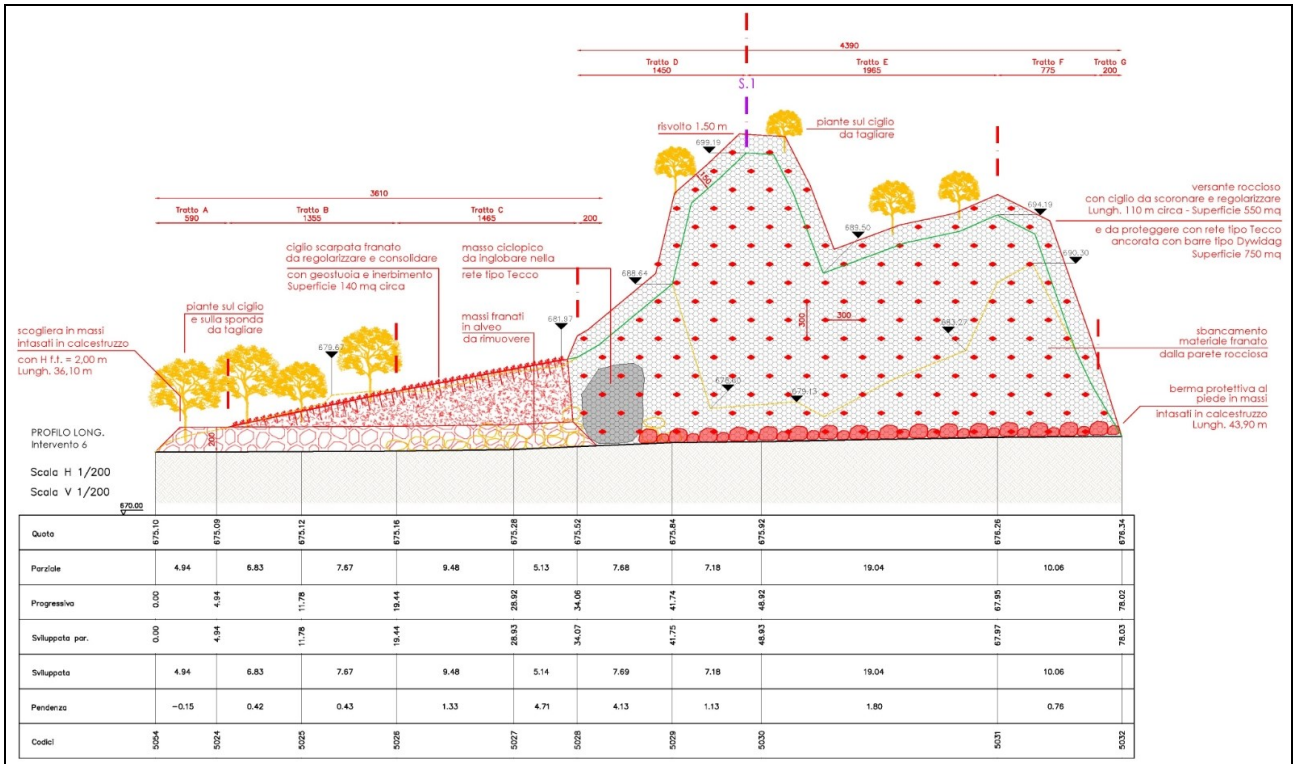 4390
Tratto D
1450
Tratto E
1965
Tratto F
775
Tratto G
200
S.1
risvolto 1.50 m
piante sul ciglio
da tagliare
699.19
150
3610
Tratto A
590
Tratto B
1355
Tratto C
1465
200
versante roccioso
con ciglio da scoronare e regolarizzare
Lungh. 110 m circa - Superficie 550 mq
e da proteggere con rete tipo Tecco
ancorata con barre tipo Dywidag
Superficie 750 mq
694.19
689.50
690.30
688.64
ciglio scarpata franato
da regolarizzare e consolidare
con geostuoia e inerbimento
Superficie 140 mq circa
masso ciclopico
da inglobare nella
rete tipo Tecco
piante sul ciglio
e sulla sponda
da tagliare
massi franati
in alveo
da rimuovere
681.97
679.67
300
300
683.27
scogliera in massi
intasati in calcestruzzo
con H f.t. = 2,00 m
Lungh. 36,10 m
sbancamento
materiale franato
dalla parete rocciosa
679.13
berma protettiva al
piede in massi
intasati in calcestruzzo
Lungh. 43,90 m
200
PROFILO LONG.
Intervento 6
Scala H 1/200
Scala V 1/200
670.00
Quota 675.10 675.09 675.12 675.16 675.28 675.52 675.84 675.92 676.26 676.34
Parziale 4.94 6.83 7.67 9.48 5.13 7.68 7.18 19.04 10.06
Progressiva 0.00 4.94 11.78 19.44 28.92 34.06 41.74 48.92 67.95 78.02
Sviluppata par. 0.00 4.94 11.78 19.44 28.93 34.07 41.75 48.93 67.97 78.03
Sviluppata 4.94 6.83 7.67 9.48 5.14 7.69 7.18 19.04 10.06
Pendenza -0.15 0.42 0.43 1.33 4.71 4.13 1.13 1.80 0.76
Codici 5054 5024 5025 5026 5027 5028 5029 5030 5031 5032